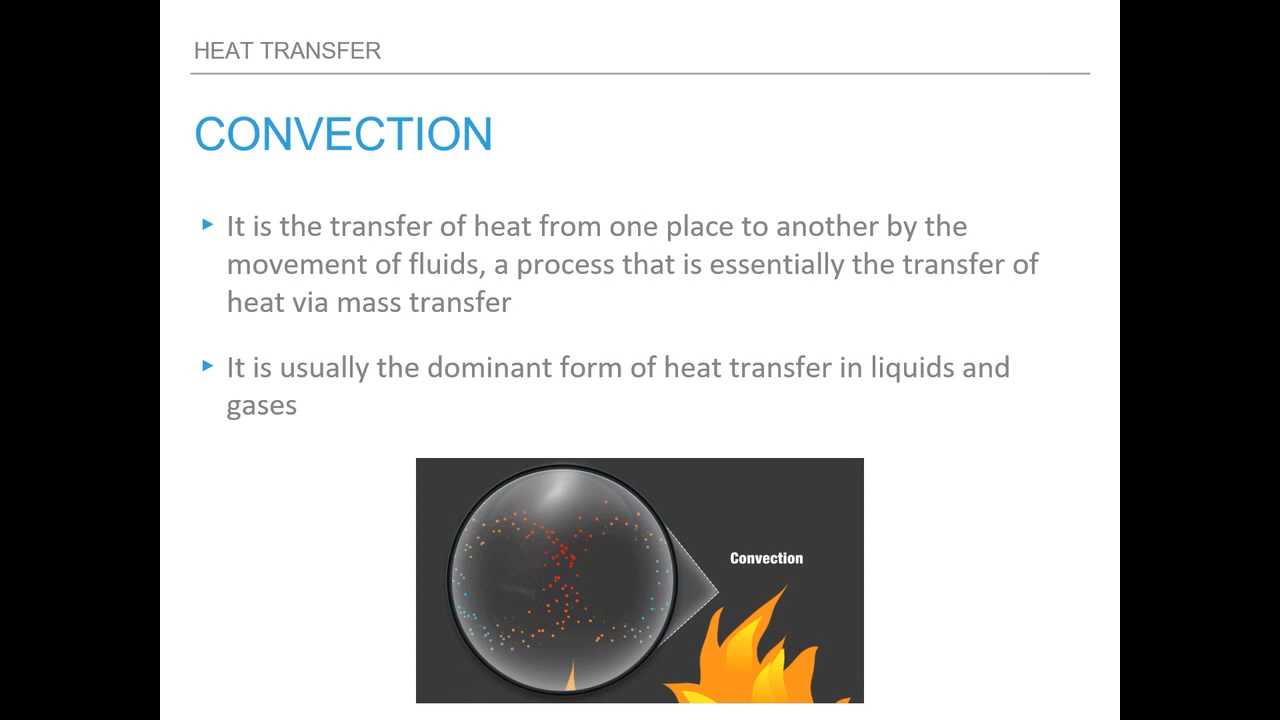 HEAT TRANSFER
CONVECTION
It is the transfer of heat from one place to another by the
movement of fluids, a process that is essentially the transfer of
heat via mass transfer
It is usually the dominant form of heat transfer in liquids and
gases
Convection